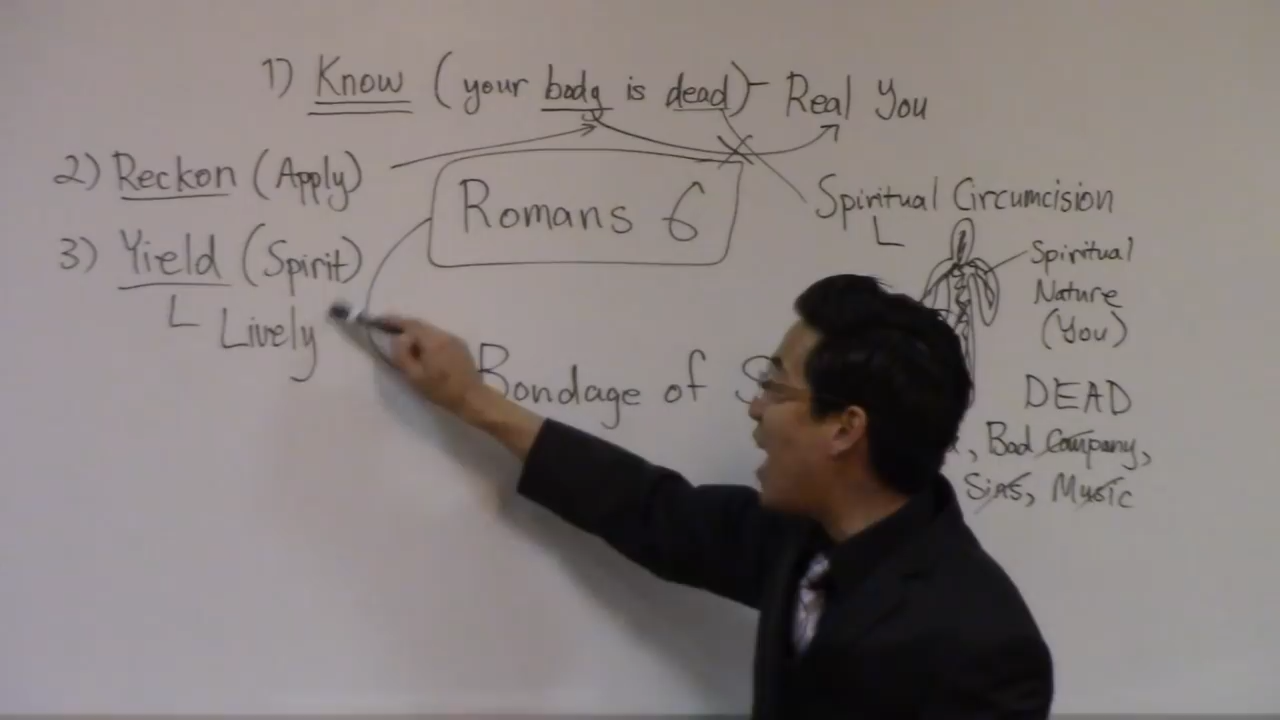 1) Know (your body is dead) - Real You
2) Reckon (Apply)
Romans 6
3) Yield (Spirit)
Lively
Spiritual Circumcision
Spiritual
Nature
(You)
Bondage of
DEAD
, Bad Company,
Sins, Music